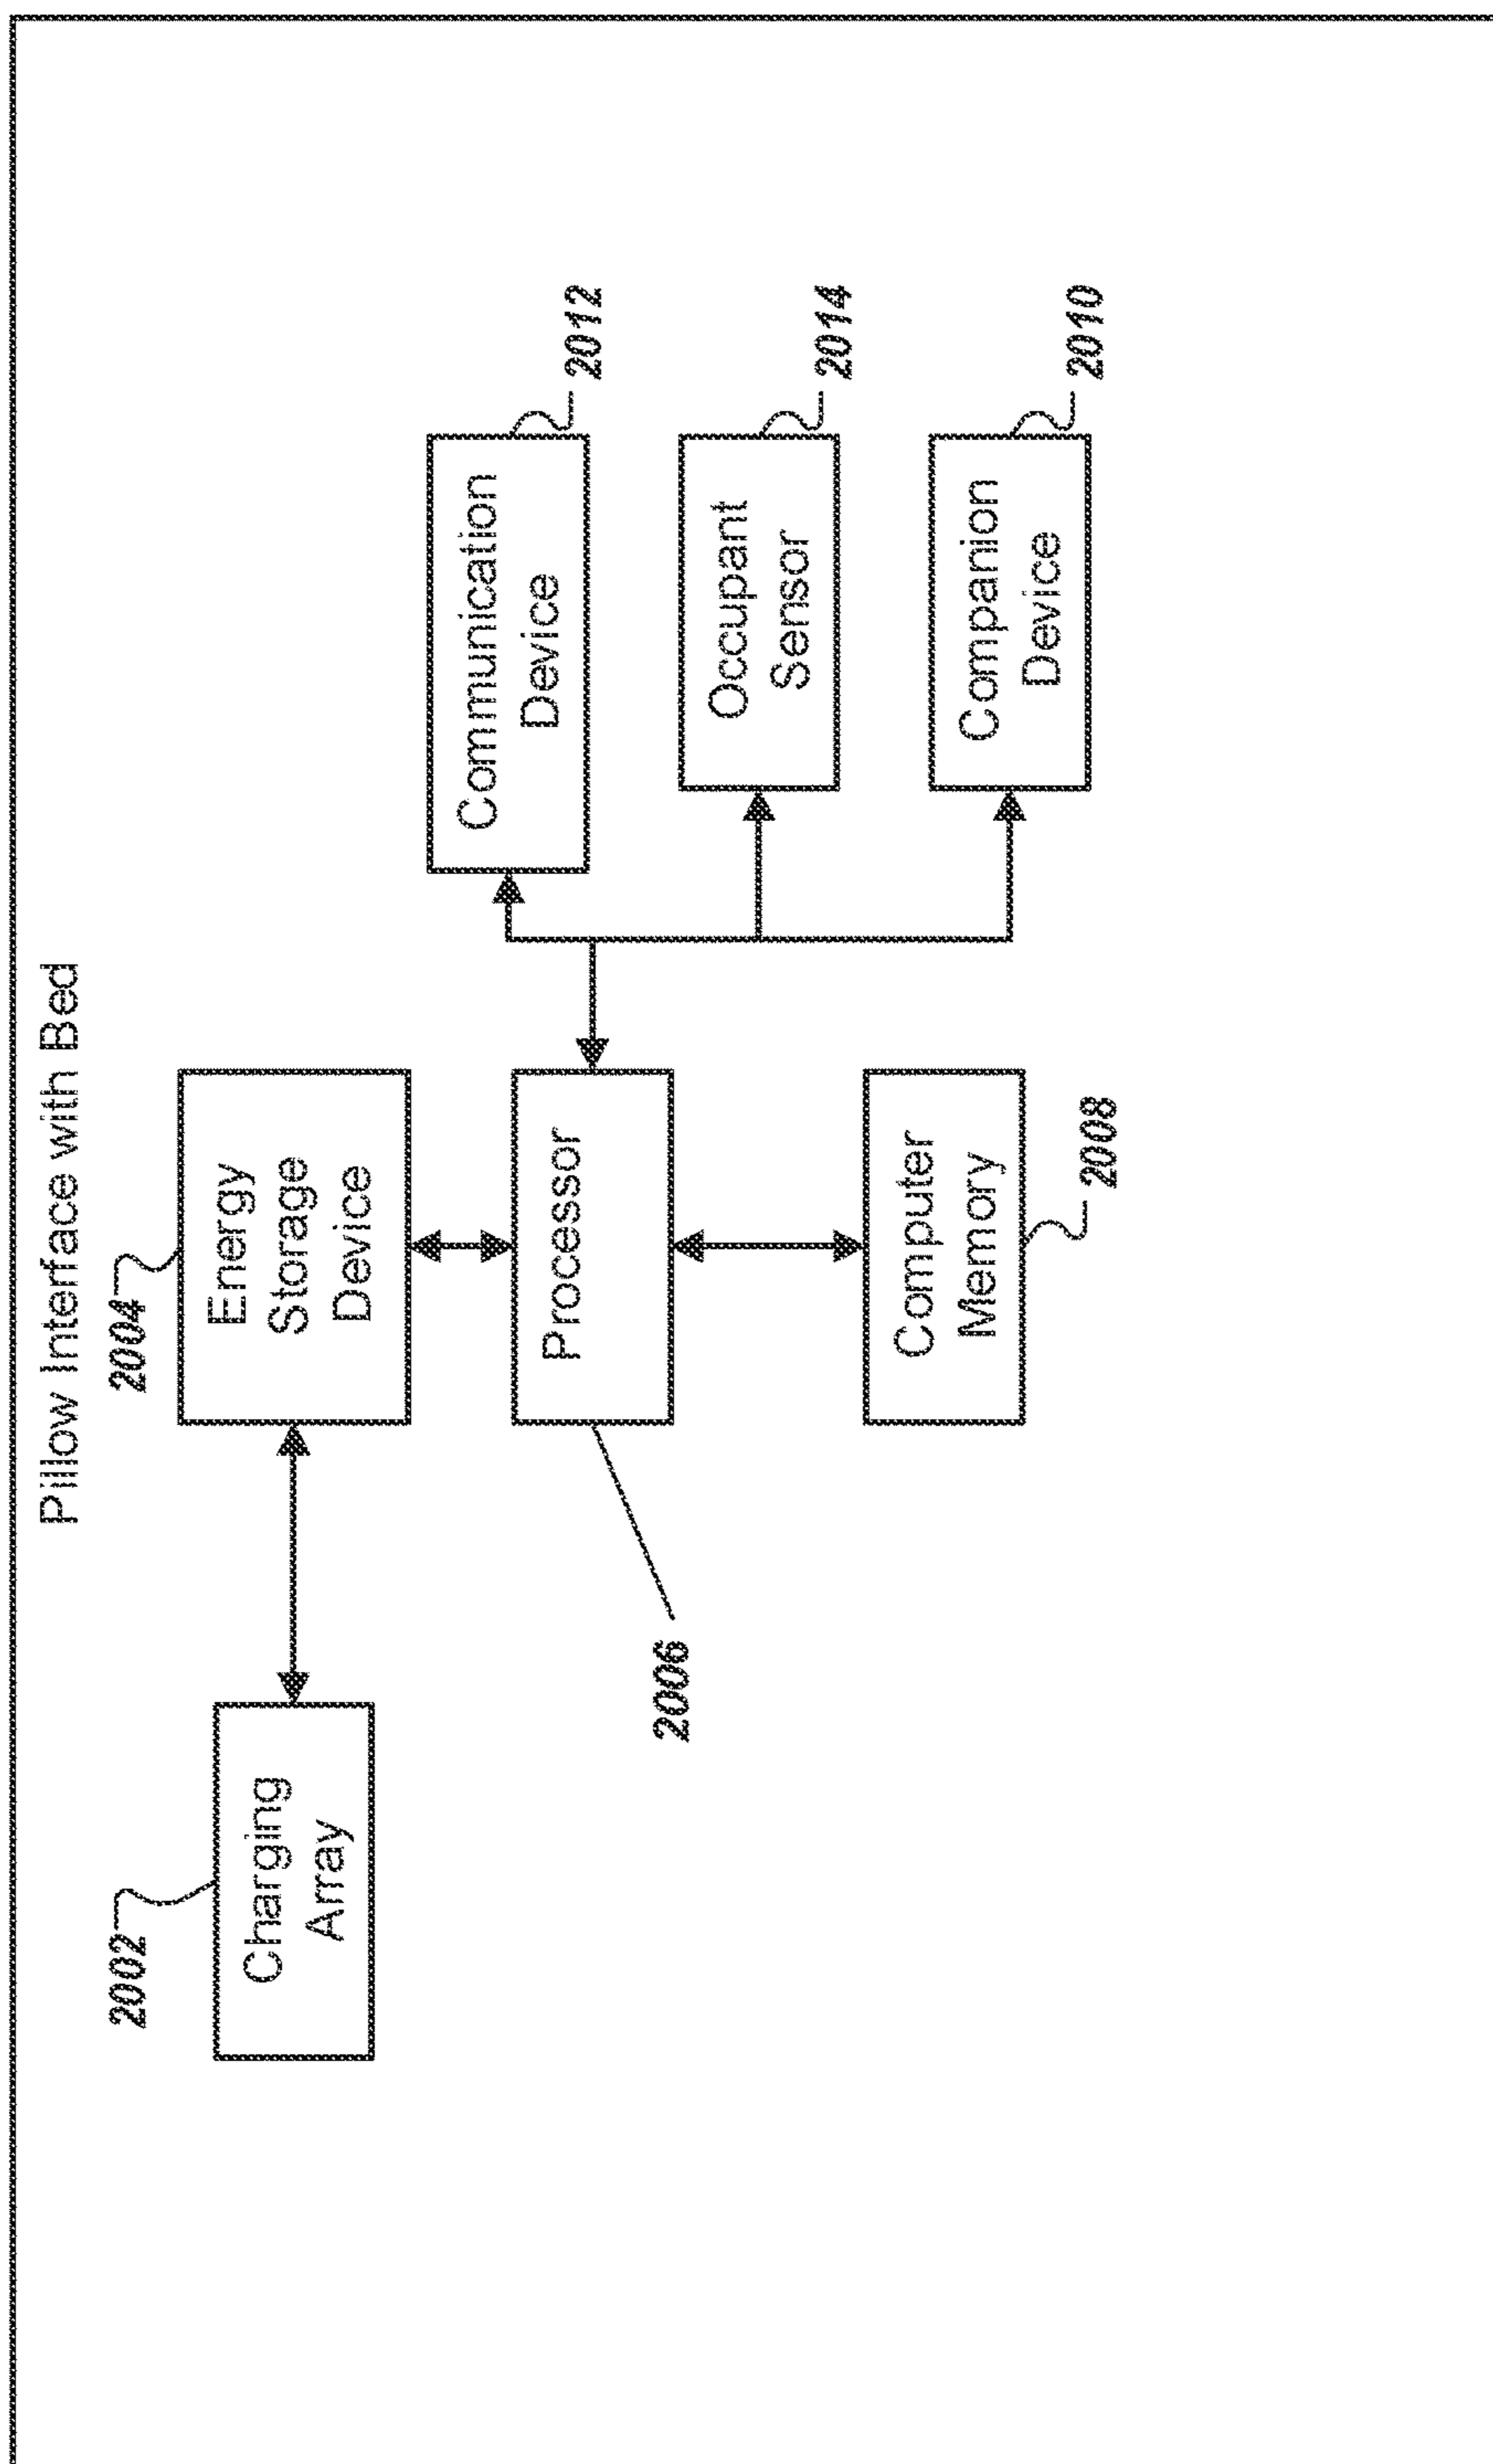 Pillow Interface with Bed
2002
Charging
Array
2004
Energy
Storage
Device
2006
Processor
Computer
Memory
2008
Communication
Device
2012
Occupant
Sensor
2014
Companion
Device
2010